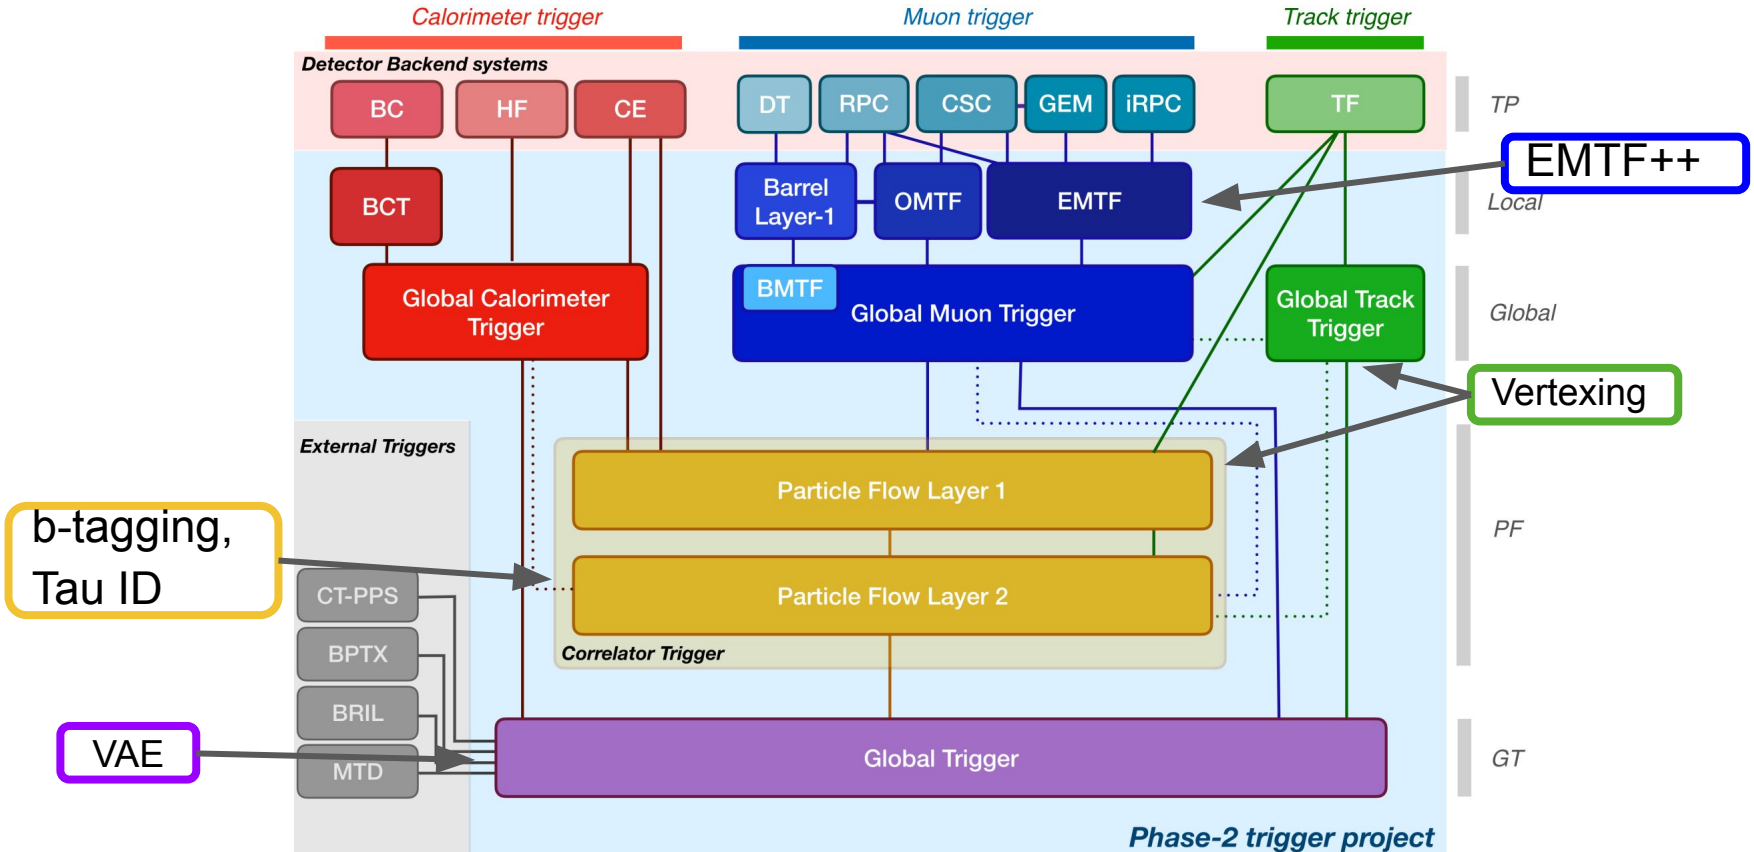 Calorimeter trigger
Muon trigger
Track trigger
Detector Backend systems
BC
HF
CE
DT
RPC
CSC
GEM
iRPC
TF
TP
EMTF++
BCT
Barrel
Layer-1
OMTF
EMTF
Local
Global Calorimeter
Trigger
BMTF
Global Muon Trigger
Global Track
Trigger
Global
Vertexing
External Triggers
Particle Flow Layer 1
b-tagging,
Tau ID
PF
CT-PPS
Particle Flow Layer 2
BPTX
Correlator Trigger
BRIL
VAE
MTD
Global Trigger
GT
Phase-2 trigger project